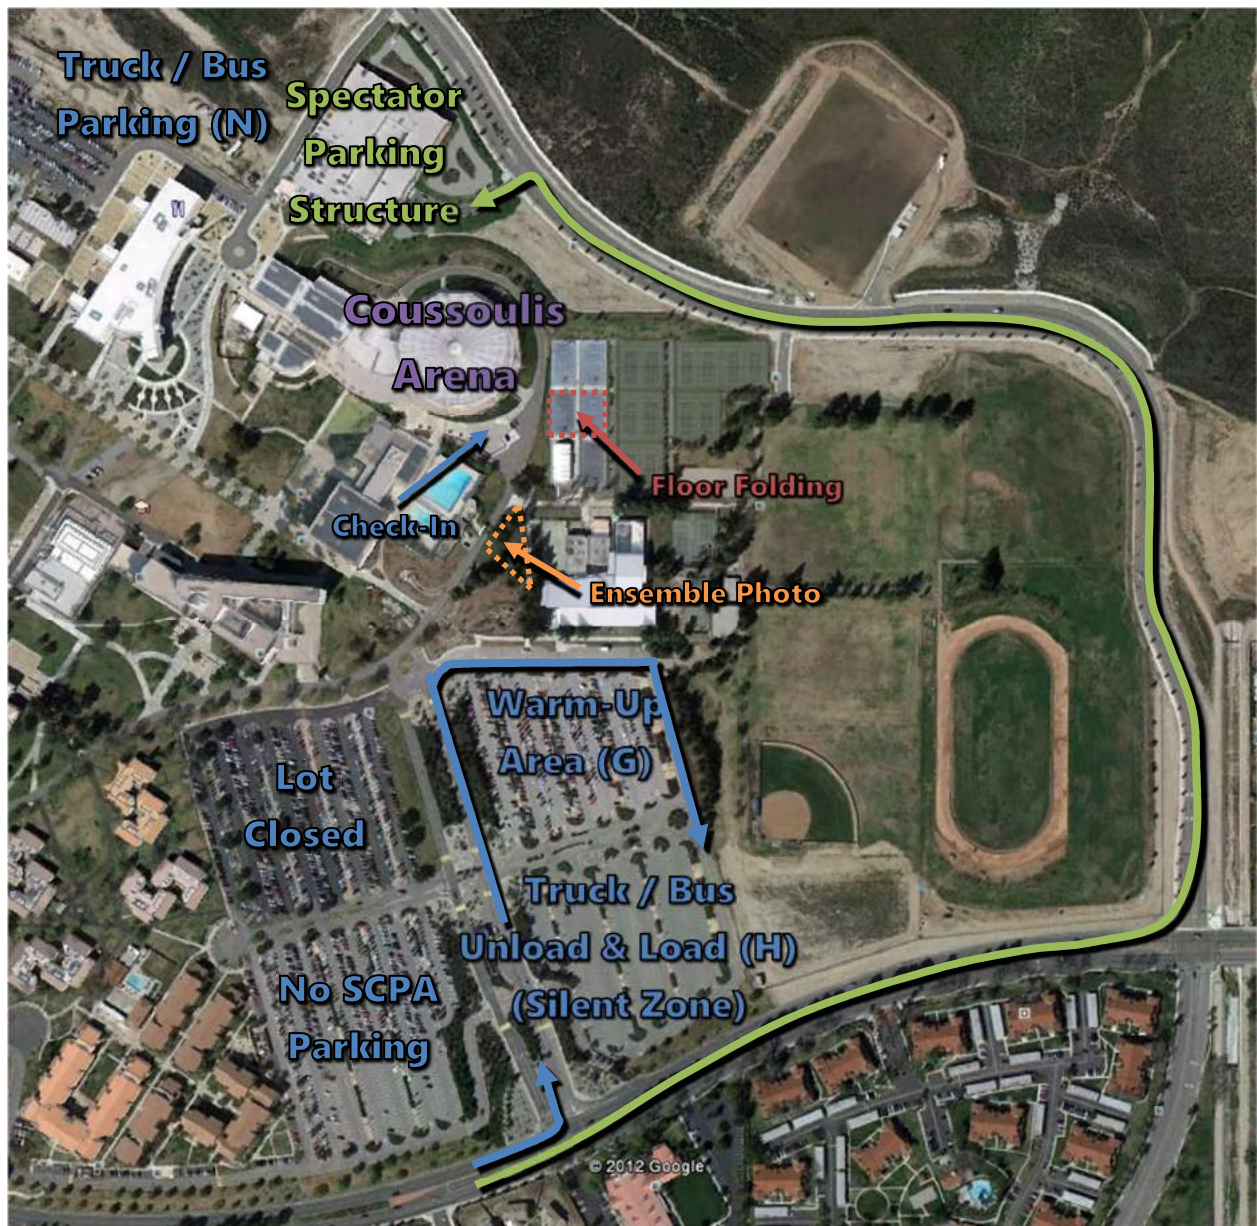 Truck / Bus
Parking (N)
Spectator
Parking
Structure
Coussoulis
Arena
Floor Folding
Check-In
Ensemble Photo
Warm-Up
Area (G)
Lot
Closed
Truck / Bus
Unload & Load (H)
(Silent Zone)
No SCPA
Parking
© 2012 Google